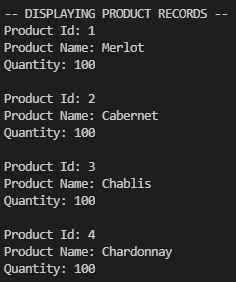 -- DISPLAYING PRODUCT RECORDS --
Product Id: 1
Product Name: Merlot
Quantity: 100
Product Id: 2
Product Name: Cabernet
Quantity: 100
Product Id: 3
Product Name: Chablis
Quantity: 100
Product Id: 4
Product Name: Chardonnay
Quantity: 100